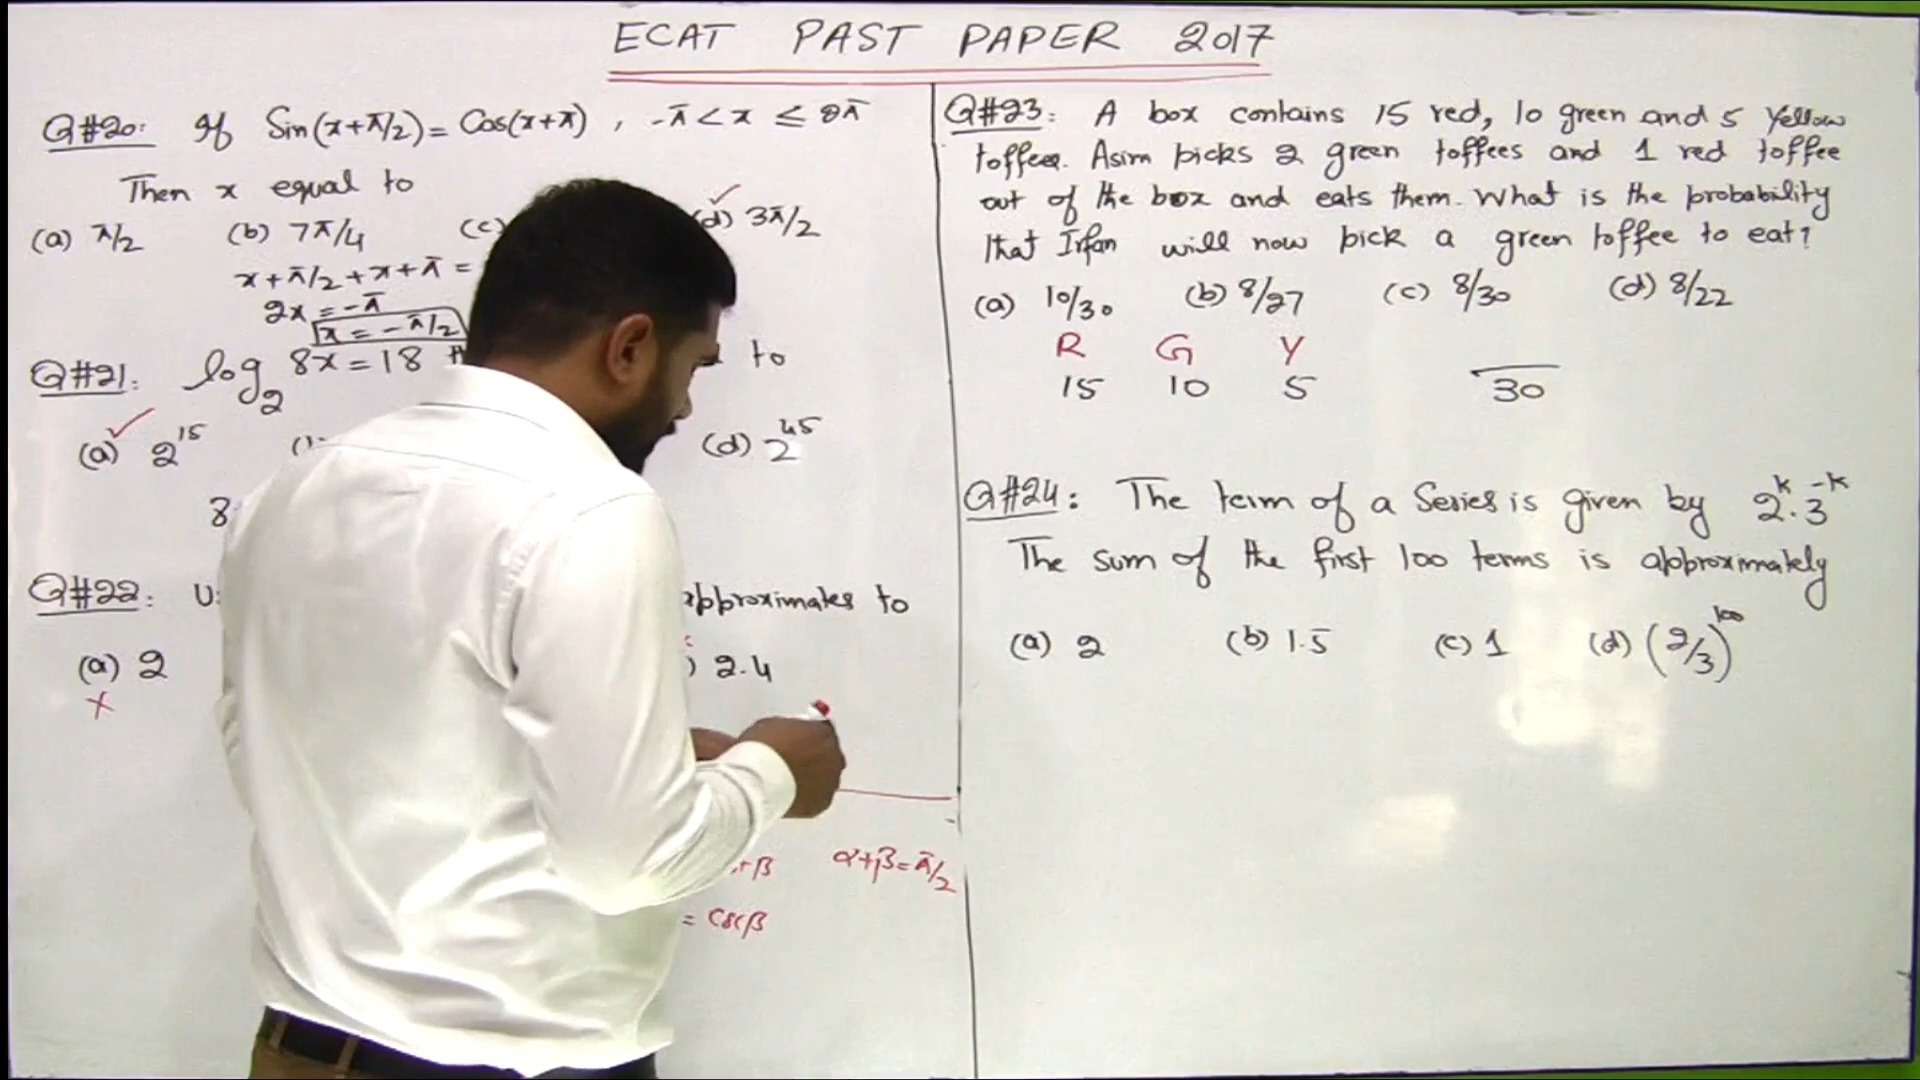 ECAT PAST PAPER 2017
Q#20: If Sin(x+π/2) = Cos(x+π) , -π < x ≤ 2π
Then x equal to
(a) π/2 (b) 7π/4 (c) (d) 3π/2
x+π/2+x+π =
2x = -π
x = -π/2
Q#21: log₂ 8x = 18 to
(a) 2¹⁵ (d) 2⁴⁵
8
Q#22: approximates to
(a) 2 ) 2.4
+β α+β=π/2
= cscβ
Q#23: A box contains 15 red, 10 green and 5 Yellow
toffees. Asim picks 2 green toffees and 1 red toffee
out of the box and eats them. What is the probability
that Irfan will now pick a green toffee to eat?
(a) 10/30 (b) 8/27 (c) 8/30 (d) 8/22
R G Y
15 10 5 30
Q#24: The term of a Series is given by 2ᵏ.3⁻ᵏ
The sum of the first 100 terms is approximately
(a) 2 (b) 1.5 (c) 1 (d) (2/3)¹⁰⁰